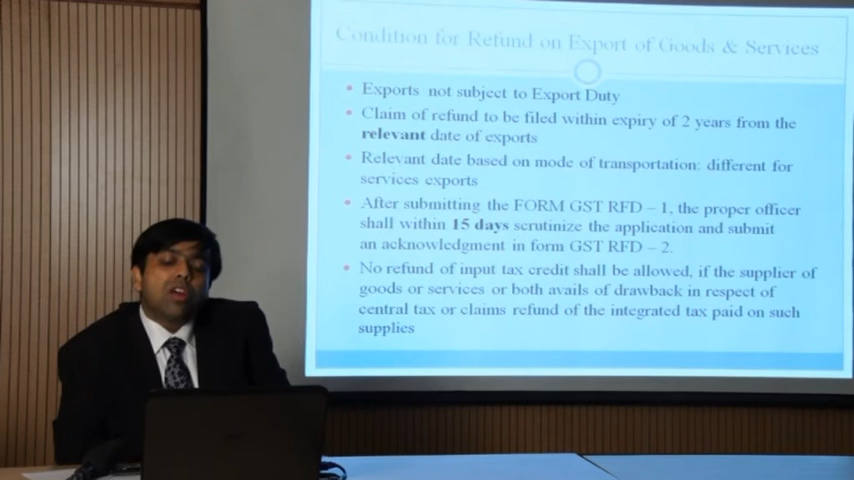 Condition for Refund on Export of Goods & Services
Exports not subject to Export Duty
Claim of refund to be filed within expiry of 2 years from the
relevant date of exports
Relevant date based on mode of transportation: different for
services exports
After submitting the FORM GST RFD – 1, the proper officer
shall within 15 days scrutinize the application and submit
an acknowledgment in form GST RFD – 2.
No refund of input tax credit shall be allowed, if the supplier of
goods or services or both avails of drawback in respect of
central tax or claims refund of the integrated tax paid on such
supplies